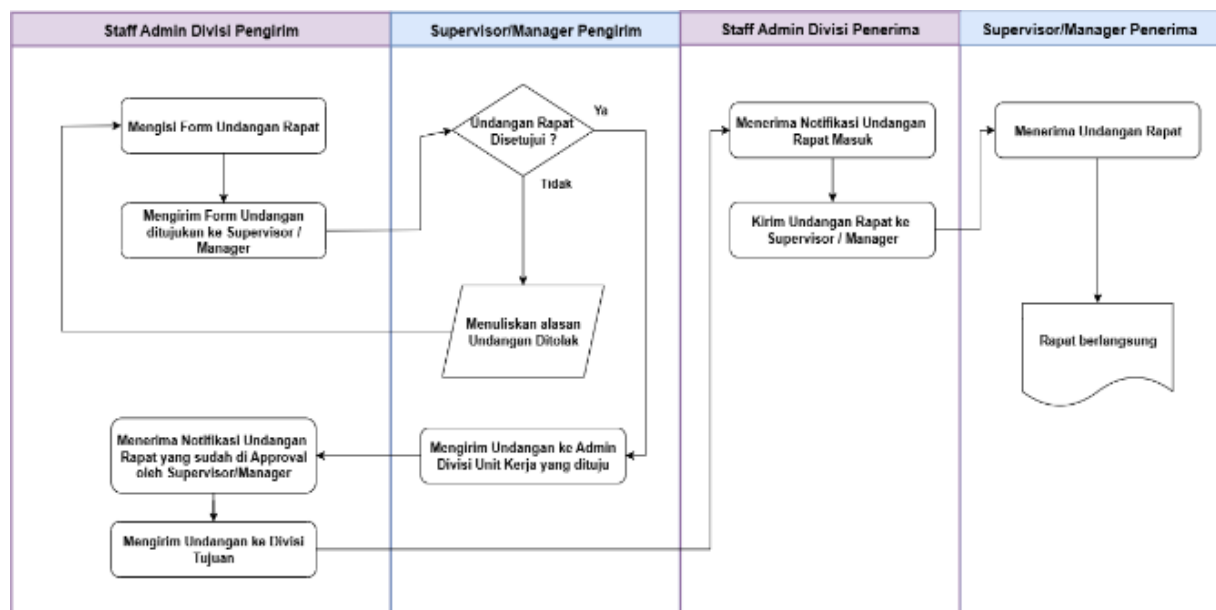 Staff Admin Divisi Pengirim
Supervisor/Manager Pengirim
Staff Admin Divisi Penerima
Supervisor/Manager Penerima
Mengisi Form Undangan Rapat
Mengirim Form Undangan
ditujukan ke Supervisor /
Manager
Undangan Rapat
Disetujui ?
Ya
Tidak
Menuliskan alasan
Undangan Ditolak
Mengirim Undangan ke Admin
Divisi Unit Kerja yang dituju
Menerima Notifikasi Undangan
Rapat yang sudah di Approval
oleh Supervisor/Manager
Mengirim Undangan ke Divisi
Tujuan
Menerima Notifikasi Undangan
Rapat Masuk
Kirim Undangan Rapat ke
Supervisor / Manager
Menerima Undangan Rapat
Rapat berlangsung